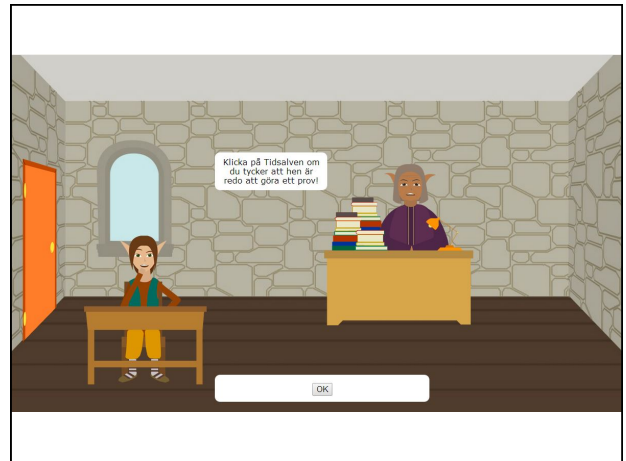 Klicka på Tidsalven om
du tycker att hen är
redo att göra ett prov!
OK